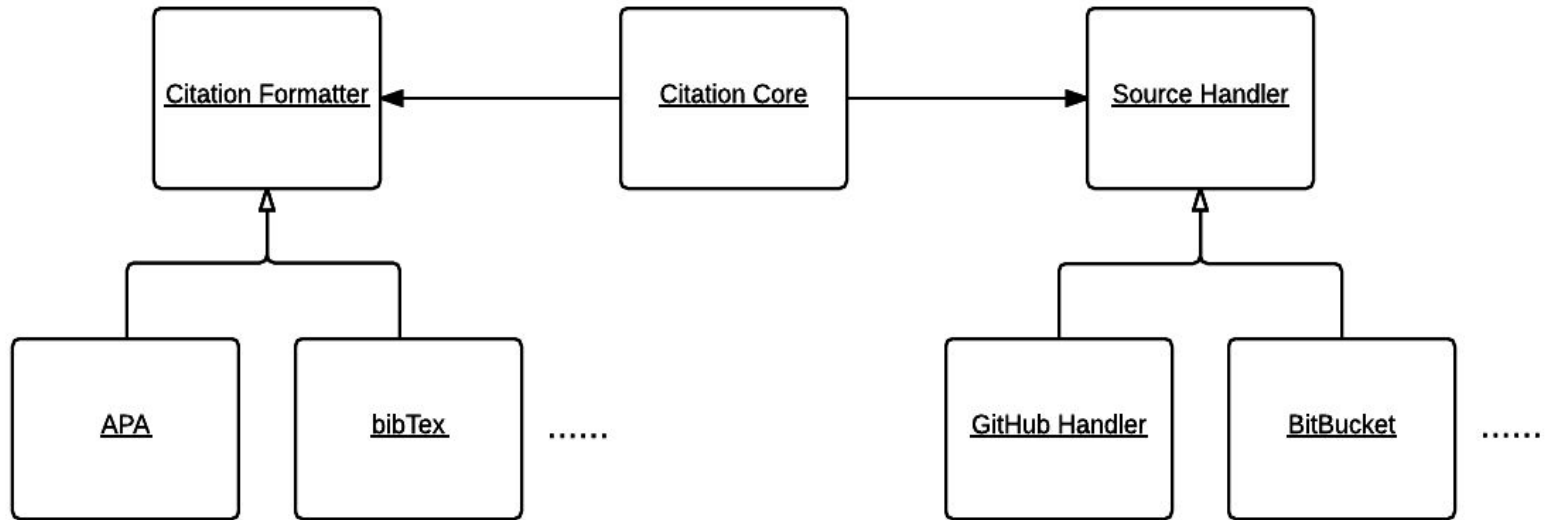 Citation Formatter
Citation Core
Source Handler
APA
bibTex
......
GitHub Handler
BitBucket
......